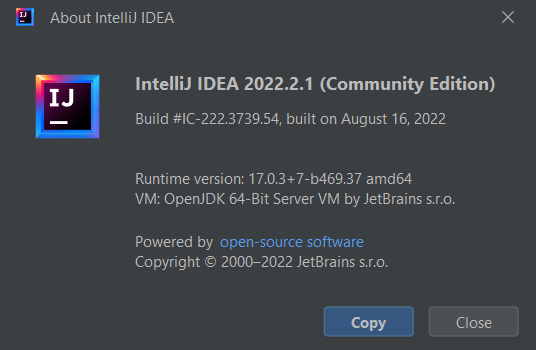 IJ
About IntelliJ IDEA
IJ
IntelliJ IDEA 2022.2.1 (Community Edition)
Build #IC-222.3739.54, built on August 16, 2022
Runtime version: 17.0.3+7-b469.37 amd64
VM: OpenJDK 64-Bit Server VM by JetBrains s.r.o.
Powered by open-source software
Copyright © 2000–2022 JetBrains s.r.o.
Copy Close